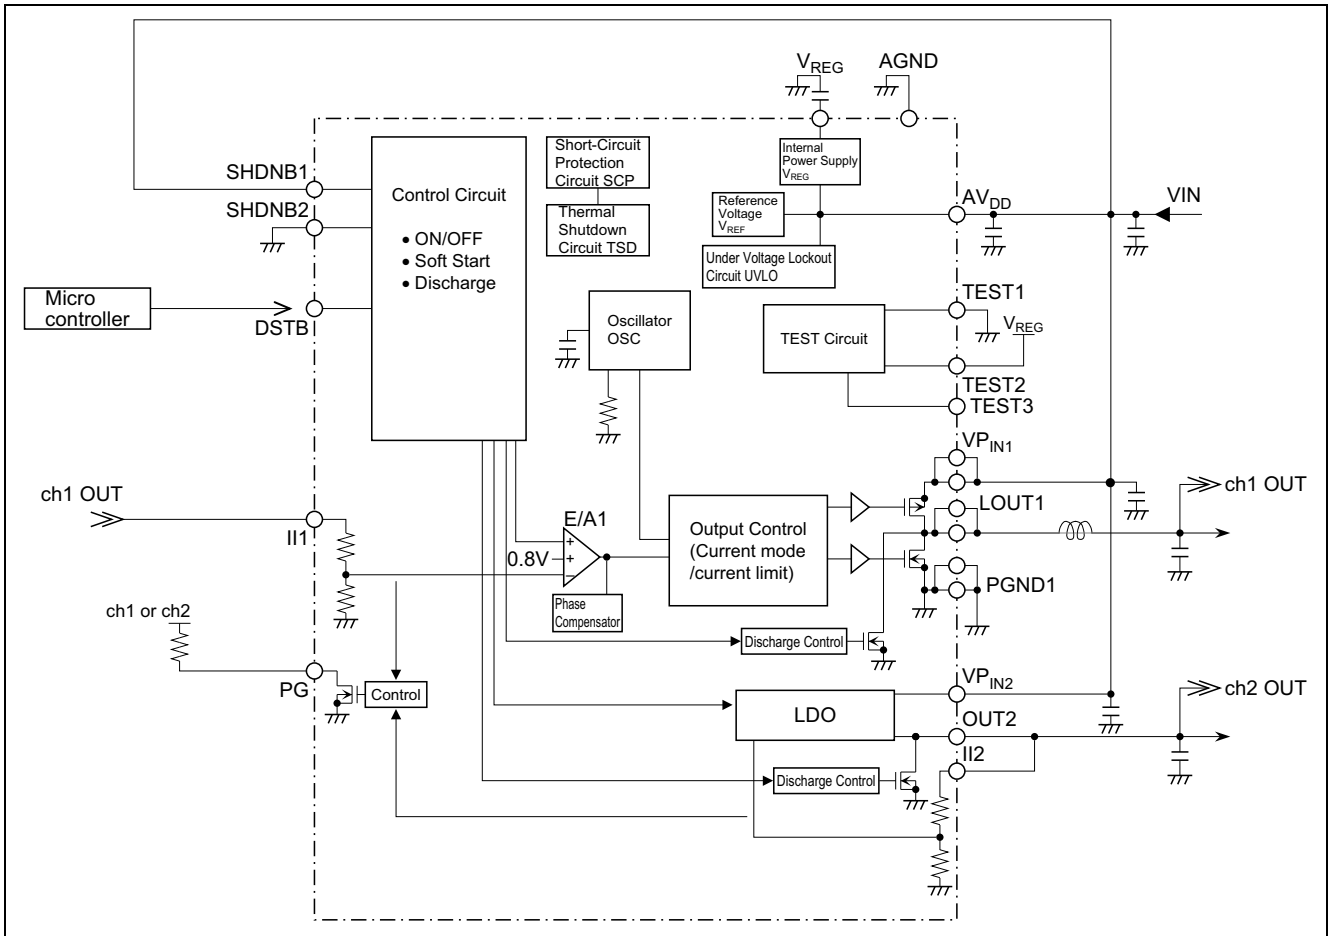 V_REG
AGND
SHDNB1
SHDNB2
Micro
controller
DSTB
Control Circuit
• ON/OFF
• Soft Start
• Discharge
Short-Circuit
Protection
Circuit SCP
Thermal
Shutdown
Circuit TSD
Internal
Power Supply
V_REG
Reference
Voltage
V_REF
Under Voltage Lockout
Circuit UVLO
AV_DD
VIN
Oscillator
OSC
TEST Circuit
TEST1
V_REG
TEST2
TEST3
VP_IN1
ch1 OUT
II1
E/A1
0.8V
+
+
−
Phase
Compensator
Output Control
(Current mode
/current limit)
LOUT1
ch1 OUT
PGND1
ch1 or ch2
PG
Control
Discharge Control
LDO
VP_IN2
OUT2
II2
ch2 OUT
Discharge Control